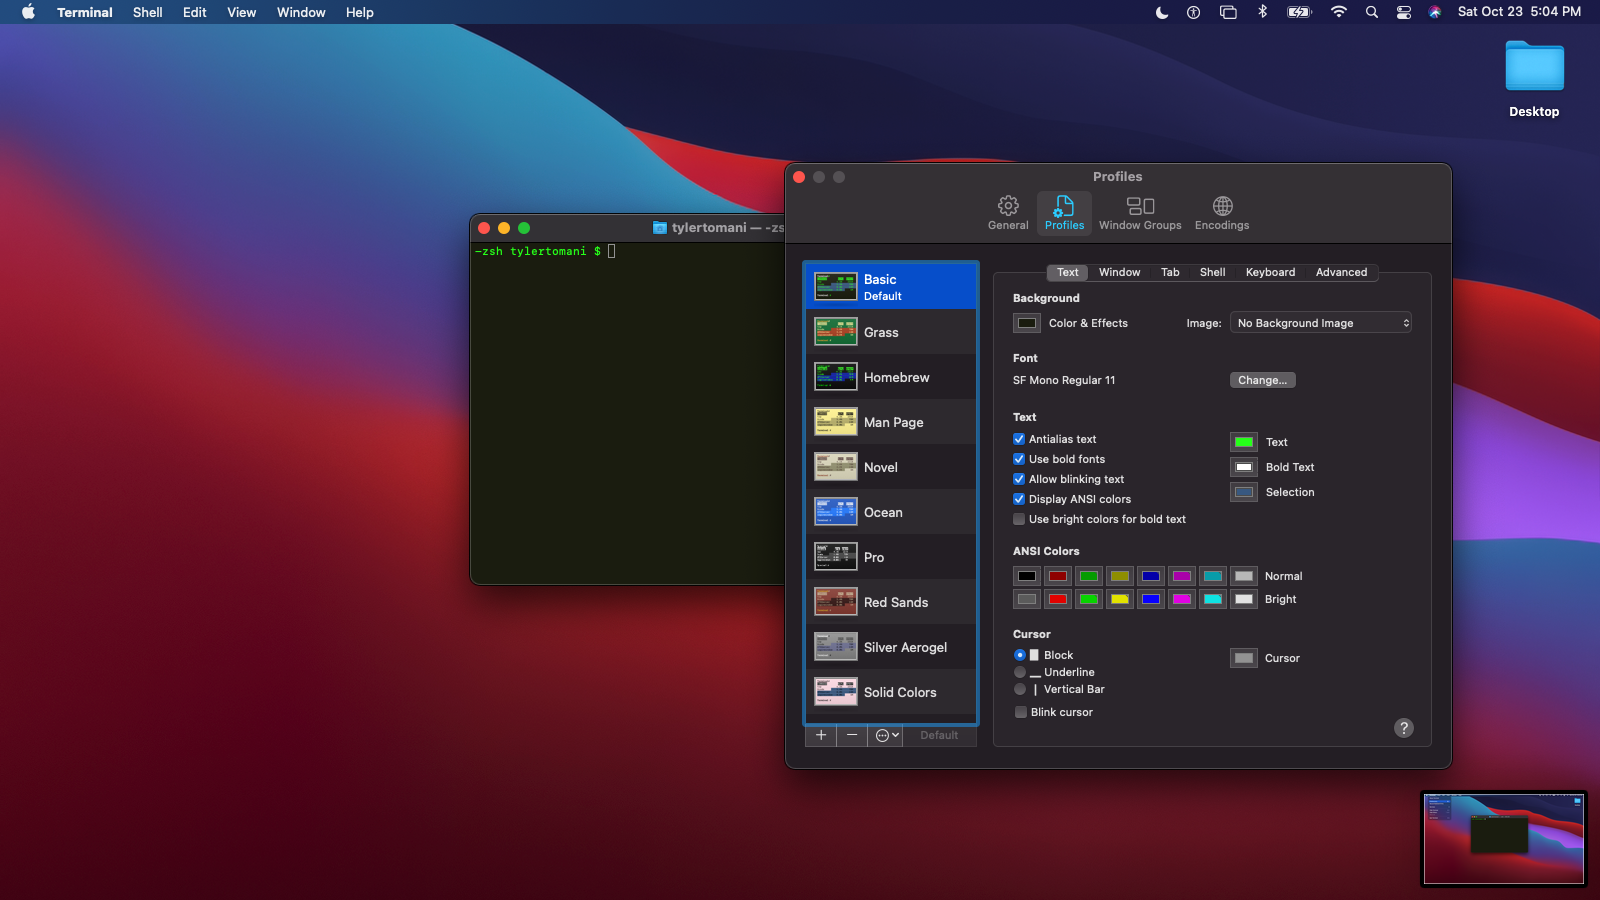 Terminal Shell Edit View Window Help Sat Oct 23 5:04 PM
Desktop
Profiles
General Profiles Window Groups Encodings
tylertomani — -zs
-zsh tylertomani $
Basic
Default
Grass
Homebrew
Man Page
Novel
Ocean
Pro
Red Sands
Silver Aerogel
Solid Colors
+ − Default
Text Window Tab Shell Keyboard Advanced
Background
Color & Effects Image: No Background Image
Font
SF Mono Regular 11 Change...
Text
Antialias text
Use bold fonts
Allow blinking text
Display ANSI colors
Use bright colors for bold text
Text
Bold Text
Selection
ANSI Colors
Normal
Bright
Cursor
Block
Underline
Vertical Bar
Blink cursor
Cursor
?